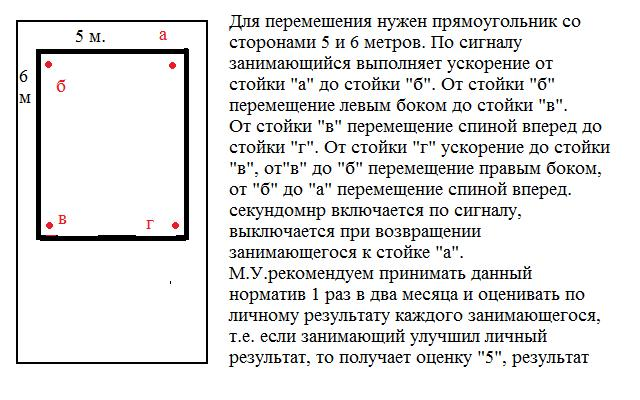 5 м.
а
6
м
б
в
г
Для перемешения нужен прямоугольник со
сторонами 5 и 6 метров. По сигналу
занимающийся выполняет ускорение от
стойки "а" до стойки "б". От стойки "б"
перемещение левым боком до стойки "в".
От стойки "в" перемещение спиной вперед до
стойки "г". От стойки "г" ускорение до стойки
"в", от"в" до "б" перемещение правым боком,
от "б" до "а" перемещение спиной вперед.
секундомнр включается по сигналу,
выключается при возвращении
занимающегося к стойке "а".
М.У.рекомендуем принимать данный
норматив 1 раз в два месяца и оценивать по
личному результату каждого занимающегося,
т.е. если занимающий улучшил личный
результат, то получает оценку "5", результат